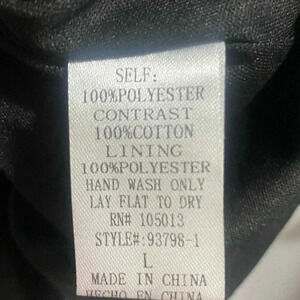 SELF:
100%POLYESTER
CONTRAST
100%COTTON
LINING
100%POLYESTER
HAND WASH ONLY
LAY FLAT TO DRY
RN# 105013
STYLE#:93798-1
L
MADE IN CHINA
HECHO EN CHINA